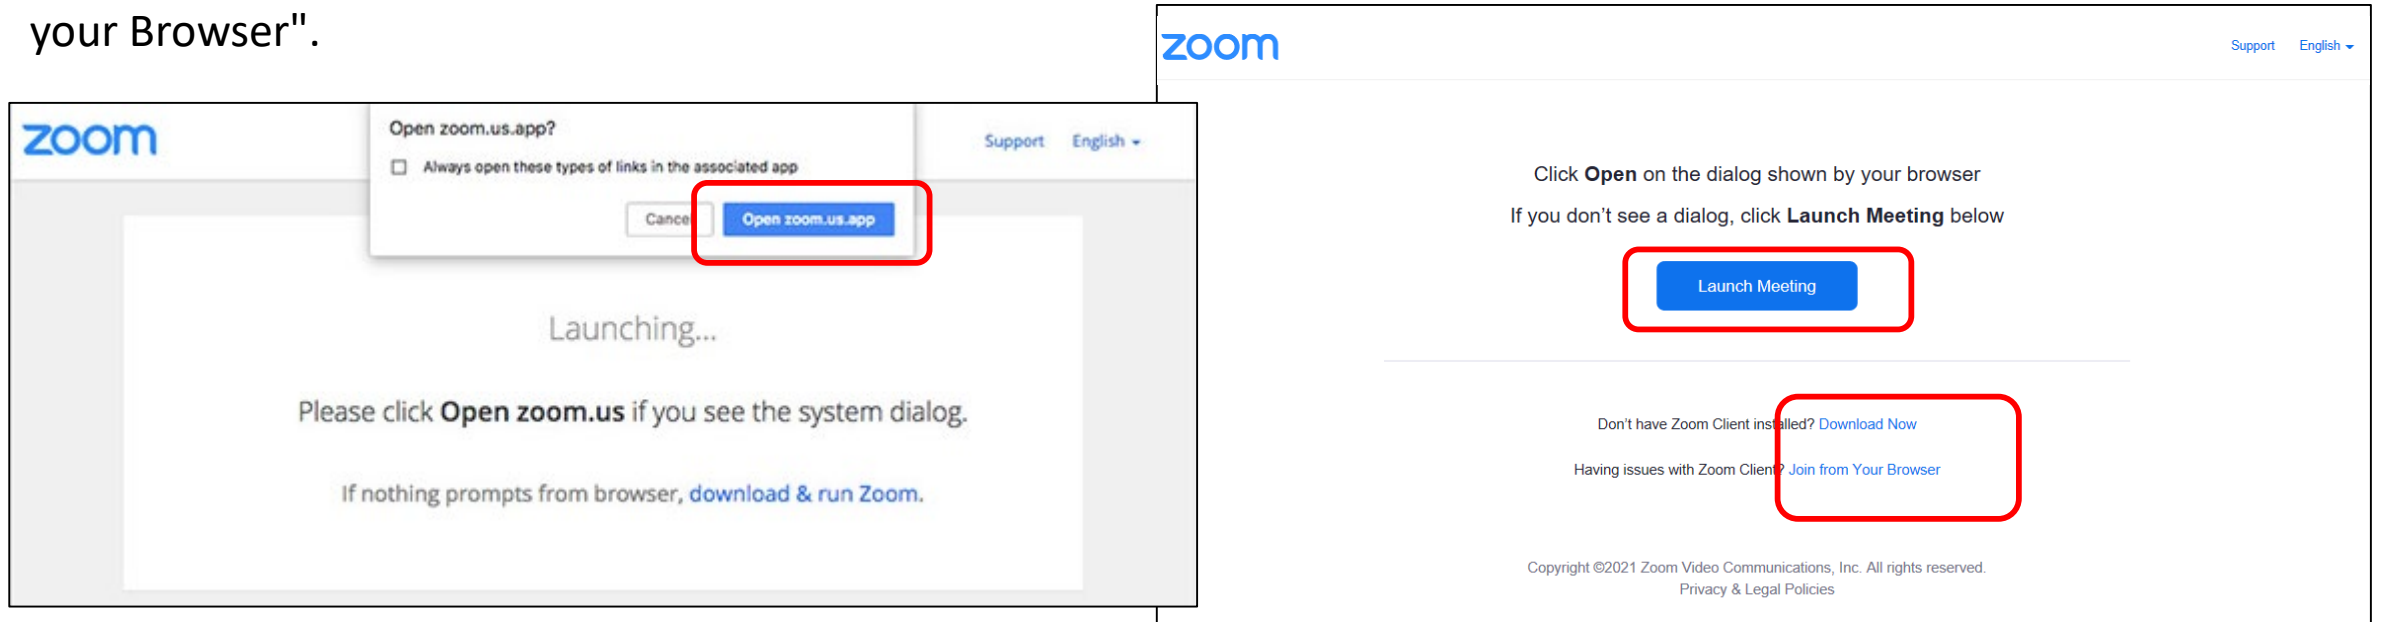 your Browser".
zoom
Open zoom.us.app?
Always open these types of links in the associated app
Cancel
Open zoom.us.app
Support
English
Launching...
Please click Open zoom.us if you see the system dialog.
If nothing prompts from browser, download & run Zoom.
zoom
Support
English
Click Open on the dialog shown by your browser
If you don't see a dialog, click Launch Meeting below
Launch Meeting
Don't have Zoom Client installed? Download Now
Having issues with Zoom Client? Join from Your Browser
Copyright ©2021 Zoom Video Communications, Inc. All rights reserved.
Privacy & Legal Policies